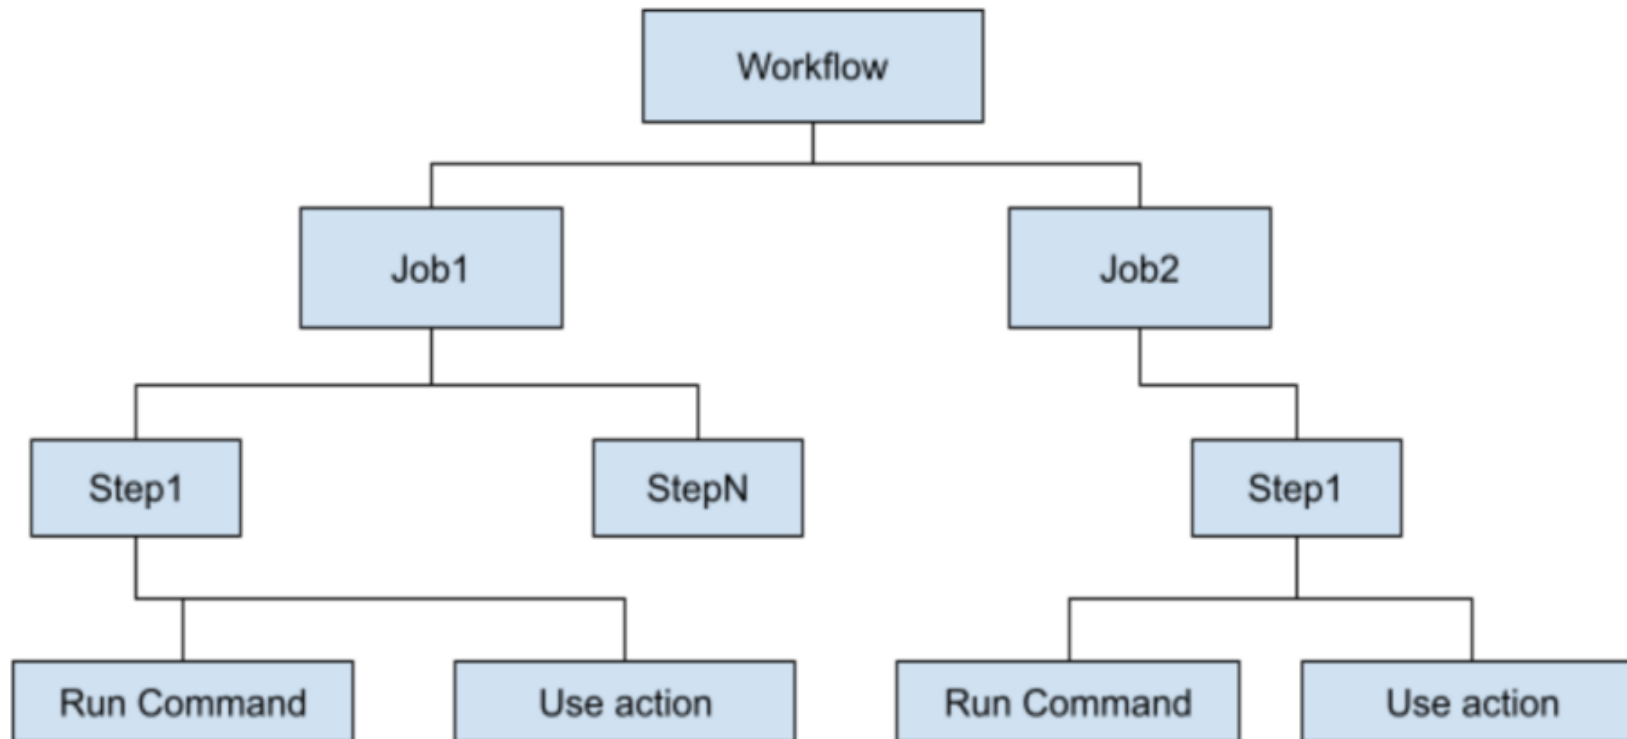 Workflow
Job1
Job2
Step1
StepN
Step1
Run Command
Use action
Run Command
Use action